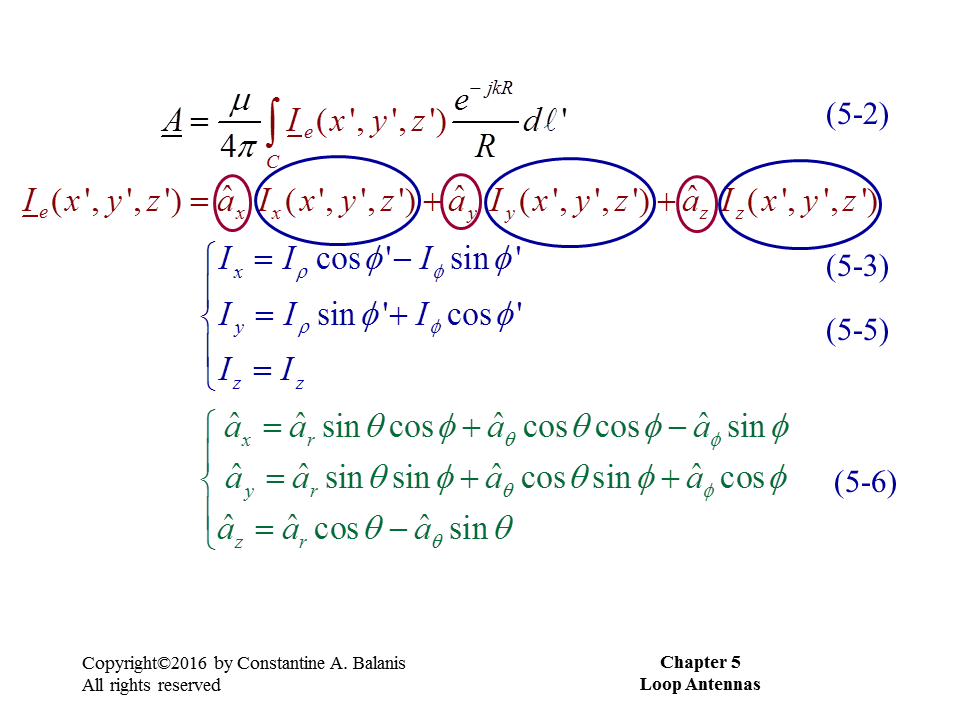 A = μ/4π ∫_C I_e(x', y', z') e^{-jkR}/R dℓ' (5-2)
I_e(x', y', z') = â_x I_x(x', y', z') + â_y I_y(x', y', z') + â_z I_z(x', y', z')
I_x = I_ρ cos ϕ' − I_ϕ sin ϕ' (5-3)
I_y = I_ρ sin ϕ' + I_ϕ cos ϕ' (5-5)
I_z = I_z
â_x = â_r sin θ cos ϕ + â_θ cos θ cos ϕ − â_ϕ sin ϕ
â_y = â_r sin θ sin ϕ + â_θ cos θ sin ϕ + â_ϕ cos ϕ (5-6)
â_z = â_r cos θ − â_θ sin θ
Copyright©2016 by Constantine A. Balanis
All rights reserved
Chapter 5
Loop Antennas